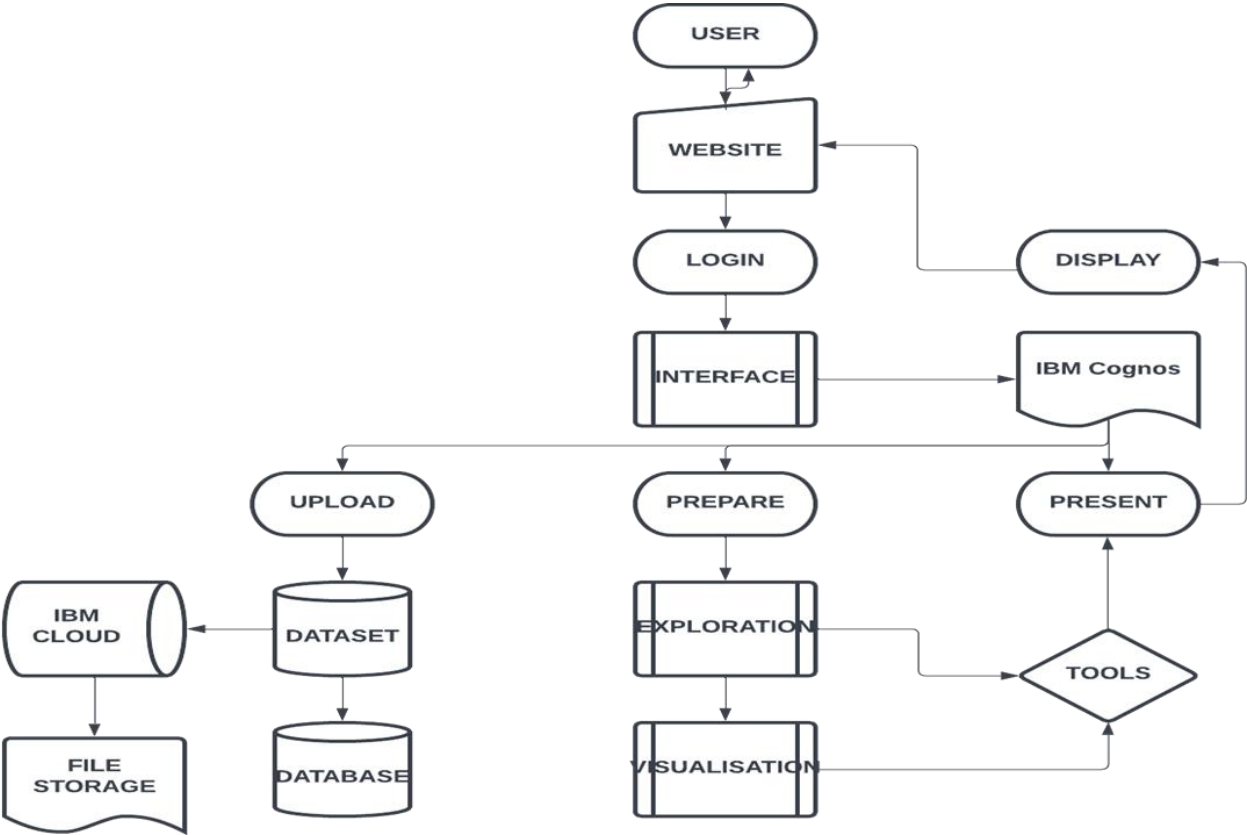 USER
WEBSITE
LOGIN
DISPLAY
INTERFACE
IBM Cognos
UPLOAD
PREPARE
PRESENT
IBM
CLOUD
DATASET
EXPLORATION
TOOLS
FILE
STORAGE
DATABASE
VISUALISATION